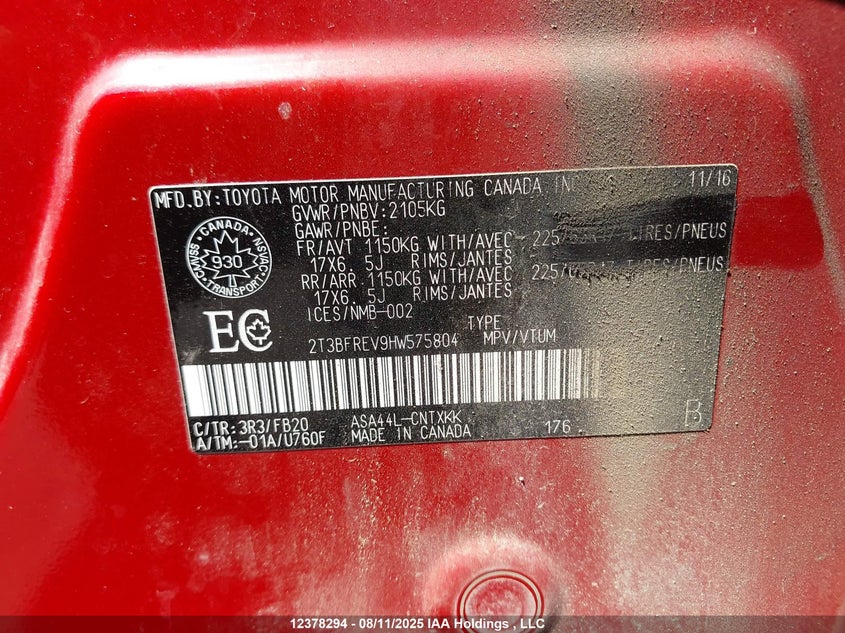 MFD.BY:TOYOTA MOTOR MANUFACTURING CANADA INC 11/16
GVWR/PNBV:2105KG
GAWR/PNBE:
FR/AVT 1150KG WITH/AVEC TIRES/PNEUS
17X6.5J RIMS/JANTES
RR/ARR 1150KG WITH/AVEC TIRES/PNEUS
17X6.5J RIMS/JANTES
ICES/NMB-002
CANADA
930
TRANSPORT
EC
TYPE
2T3BFREV9HW575804 MPV/VTUM
C/TR:3R3/FB20 ASA44L-CNTXKK
A/TM:-01A/U760F MADE IN CANADA 176 B
12378294 - 08/11/2025 IAA Holdings , LLC